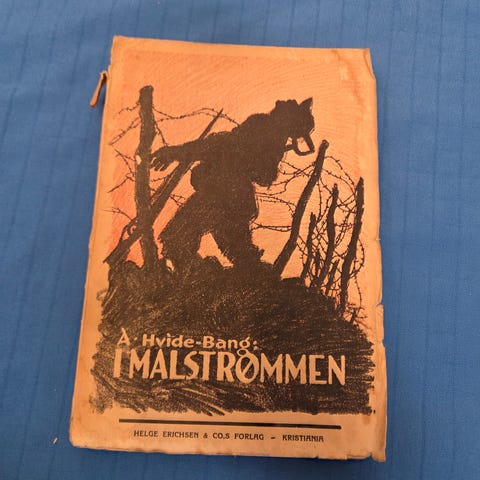 A. Hvide-Bang:
I MALSTRØMMEN
HELGE ERICHSEN & CO,S FORLAG – KRISTIANIA